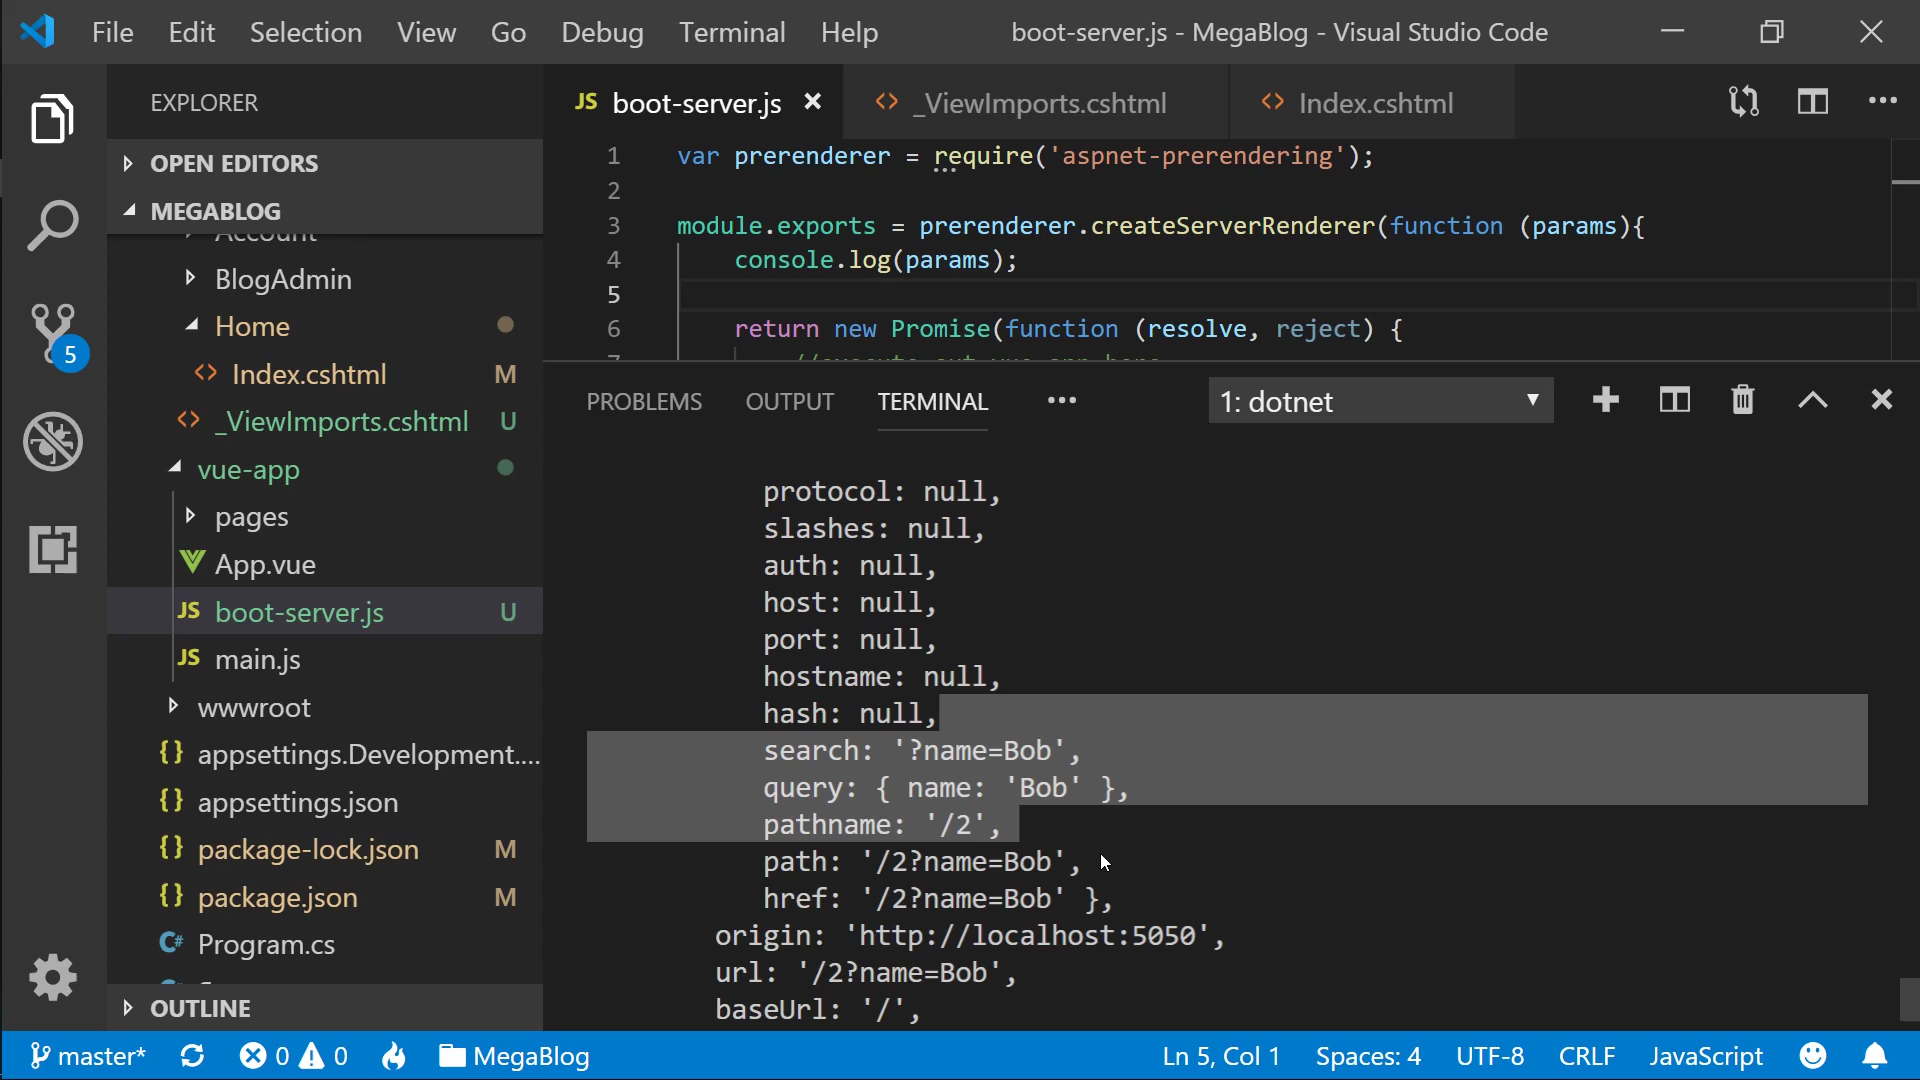 File Edit Selection View Go Debug Terminal Help
boot-server.js - MegaBlog - Visual Studio Code
EXPLORER
OPEN EDITORS
MEGABLOG
Account
BlogAdmin
Home
Index.cshtml M
_ViewImports.cshtml U
vue-app
pages
App.vue
JS boot-server.js U
JS main.js
wwwroot
{} appsettings.Development....
{} appsettings.json
{} package-lock.json M
{} package.json M
C# Program.cs
OUTLINE
5
JS boot-server.js
_ViewImports.cshtml
Index.cshtml
1 var prerenderer = require('aspnet-prerendering');
2
3 module.exports = prerenderer.createServerRenderer(function (params){
4 console.log(params);
5
6 return new Promise(function (resolve, reject) {
PROBLEMS OUTPUT TERMINAL
1: dotnet
protocol: null,
slashes: null,
auth: null,
host: null,
port: null,
hostname: null,
hash: null,
search: '?name=Bob',
query: { name: 'Bob' },
pathname: '/2',
path: '/2?name=Bob',
href: '/2?name=Bob' },
origin: 'http://localhost:5050',
url: '/2?name=Bob',
baseUrl: '/',
master* 0 0 MegaBlog
Ln 5, Col 1 Spaces: 4 UTF-8 CRLF JavaScript